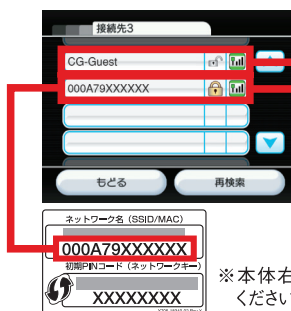 接続先3
CG-Guest
000A79XXXXXX
もどる
再検索
ネットワーク名 (SSID/MAC)
000A79XXXXXX
初期PINコード (ネットワークキー)
XXXXXXXX
※本体右
ください